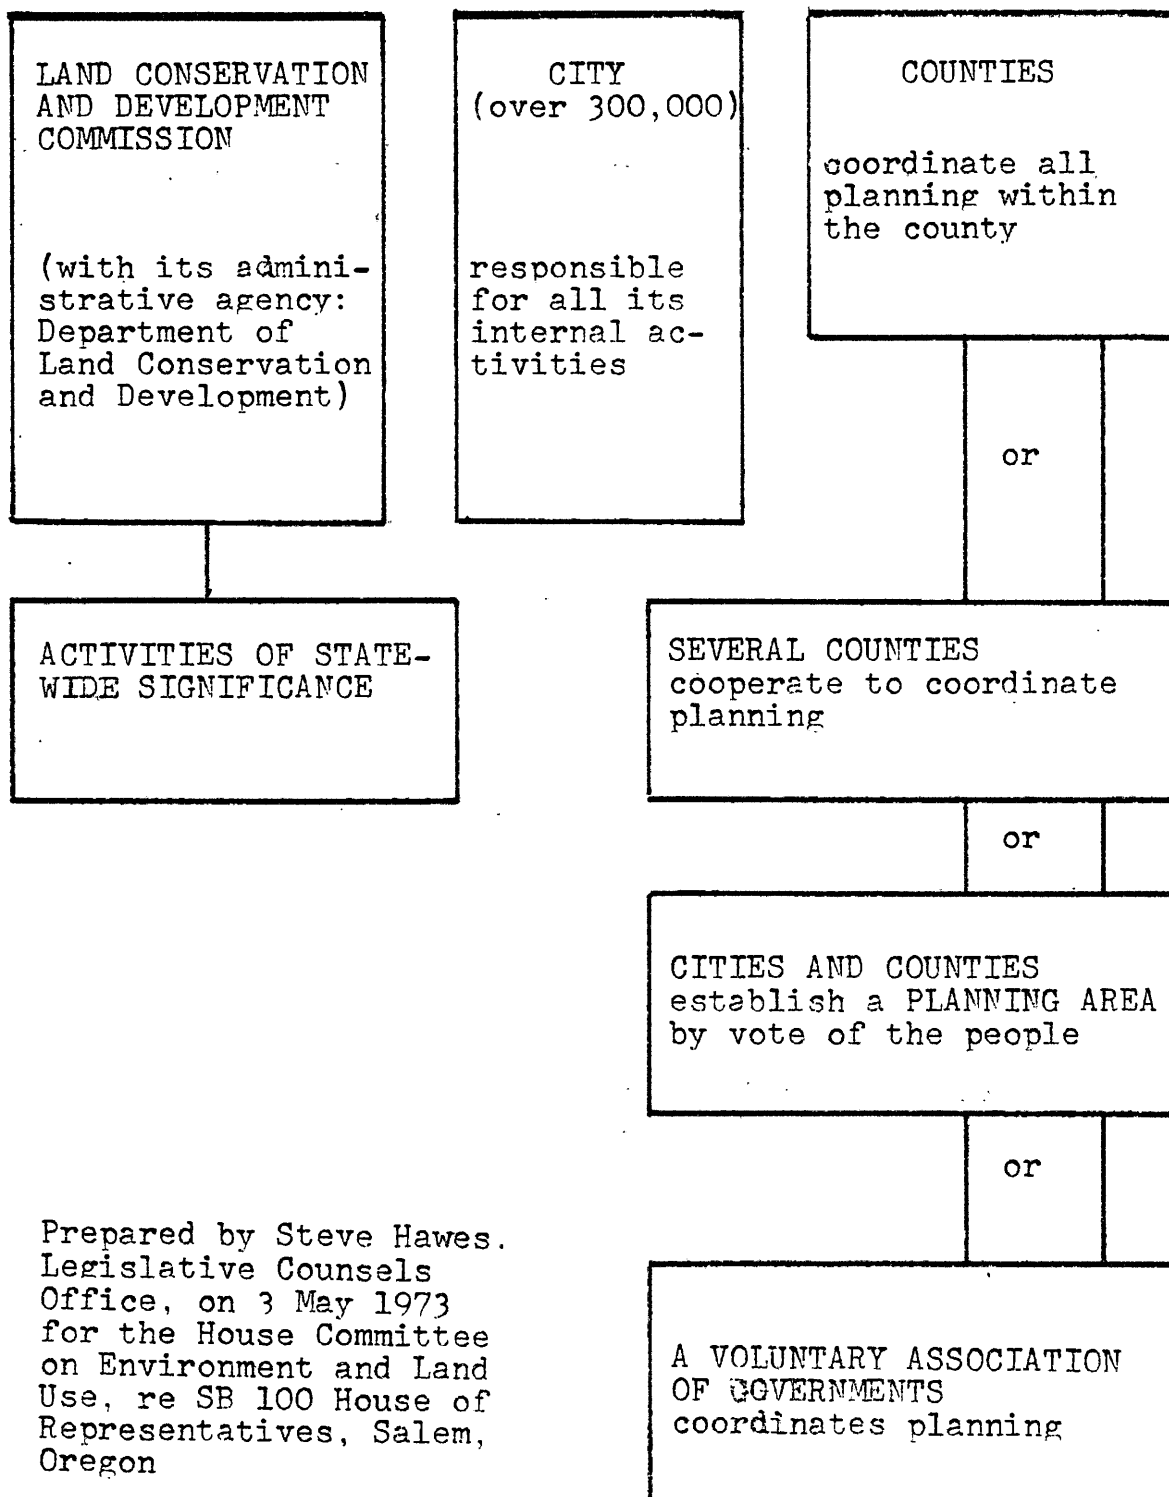 LAND CONSERVATION
AND DEVELOPMENT
COMMISSION
(with its admini-
strative agency:
Department of
Land Conservation
and Development)
CITY
(over 300,000)
responsible
for all its
internal ac-
tivities
COUNTIES
coordinate all
planning within
the county
or
ACTIVITIES OF STATE-
WIDE SIGNIFICANCE
SEVERAL COUNTIES
cooperate to coordinate
planning
or
CITIES AND COUNTIES
establish a PLANNING AREA
by vote of the people
or
A VOLUNTARY ASSOCIATION
OF GOVERNMENTS
coordinates planning
Prepared by Steve Hawes.
Legislative Counsels
Office, on 3 May 1973
for the House Committee
on Environment and Land
Use, re SB 100 House of
Representatives, Salem,
Oregon